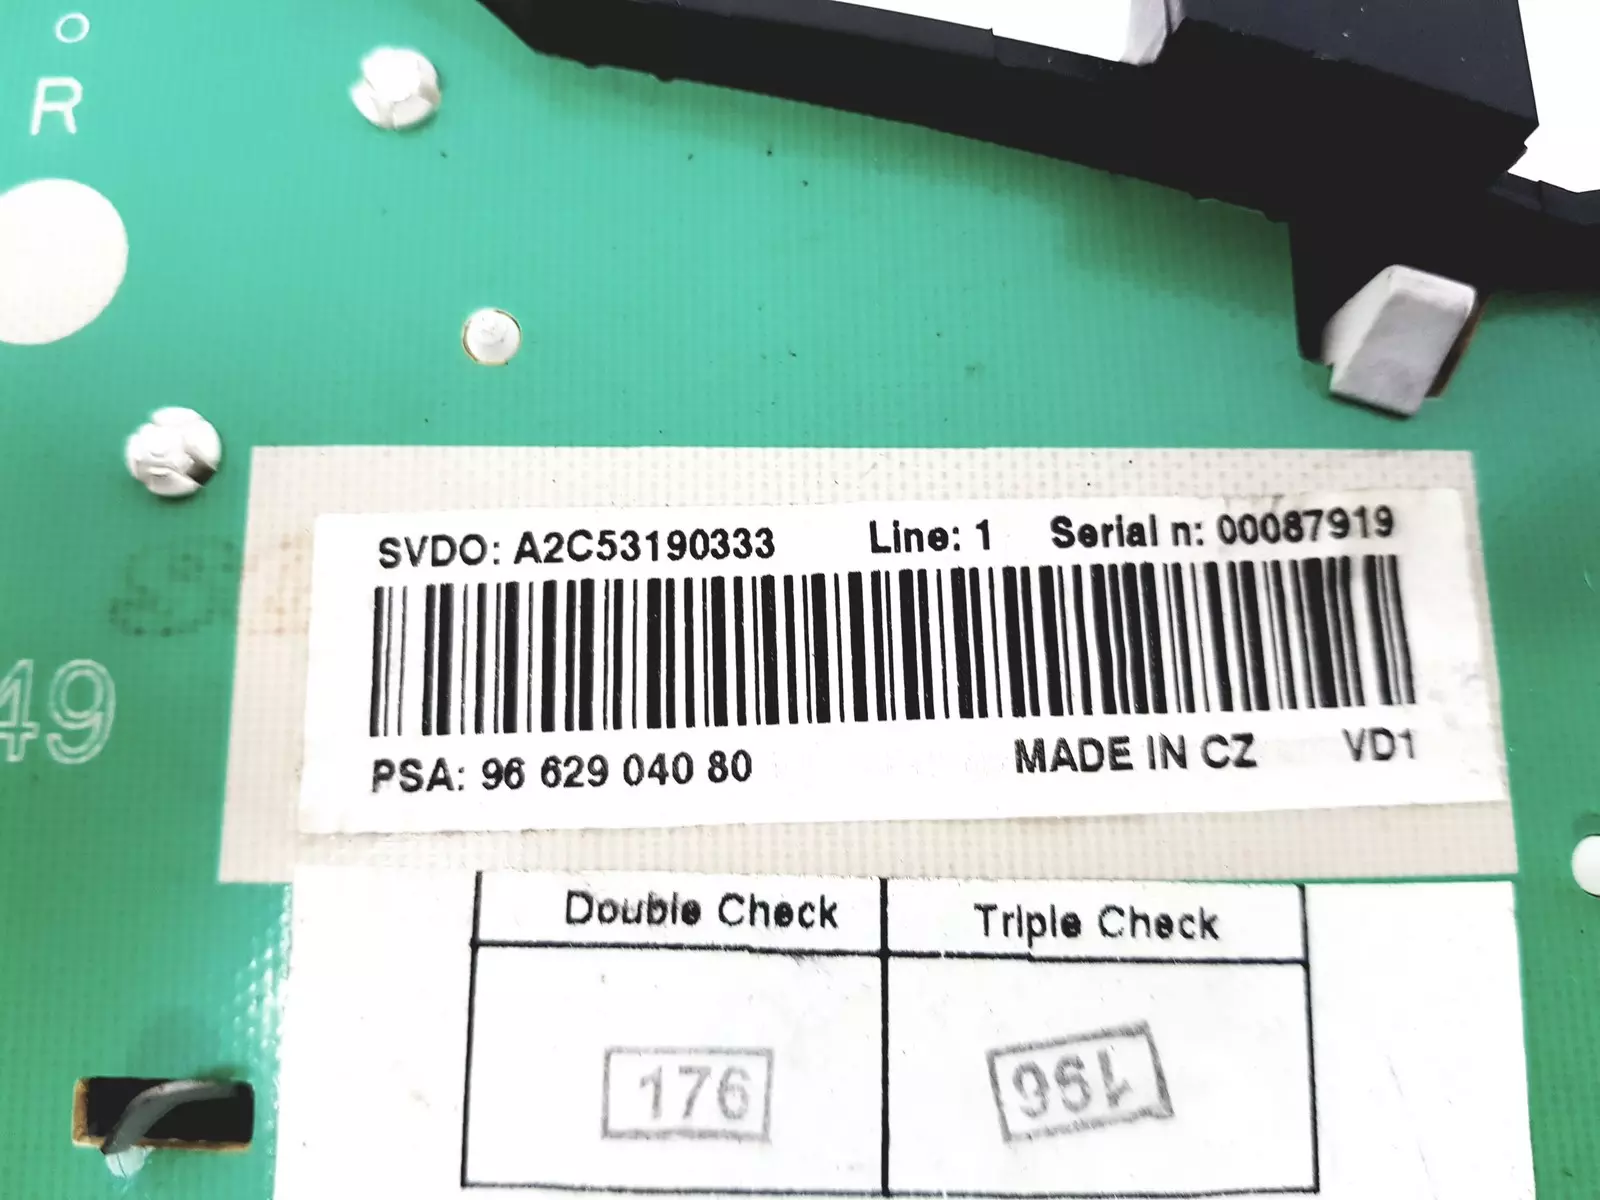 o
R
SVDO: A2C53190333 Line: 1 Serial n: 00087919
49
PSA: 96 629 040 80 MADE IN CZ VD1
Double Check Triple Check
176 196